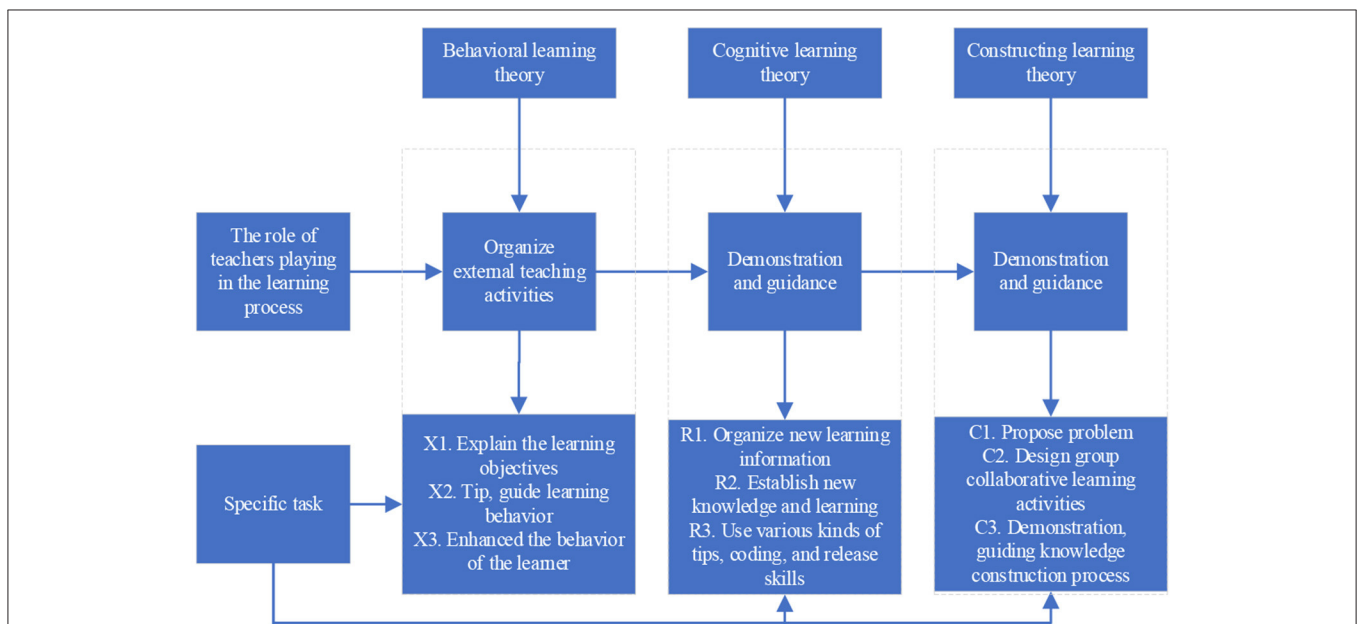 Behavioral learning
theory
Cognitive learning
theory
Constructing learning
theory
The role of
teachers playing
in the learning
process
Organize
external teaching
activities
Demonstration
and guidance
Demonstration
and guidance
Specific task
X1. Explain the learning
objectives
X2. Tip, guide learning
behavior
X3. Enhanced the behavior
of the learner
R1. Organize new learning
information
R2. Establish new
knowledge and learning
R3. Use various kinds of
tips, coding, and release
skills
C1. Propose problem
C2. Design group
collaborative learning
activities
C3. Demonstration,
guiding knowledge
construction process